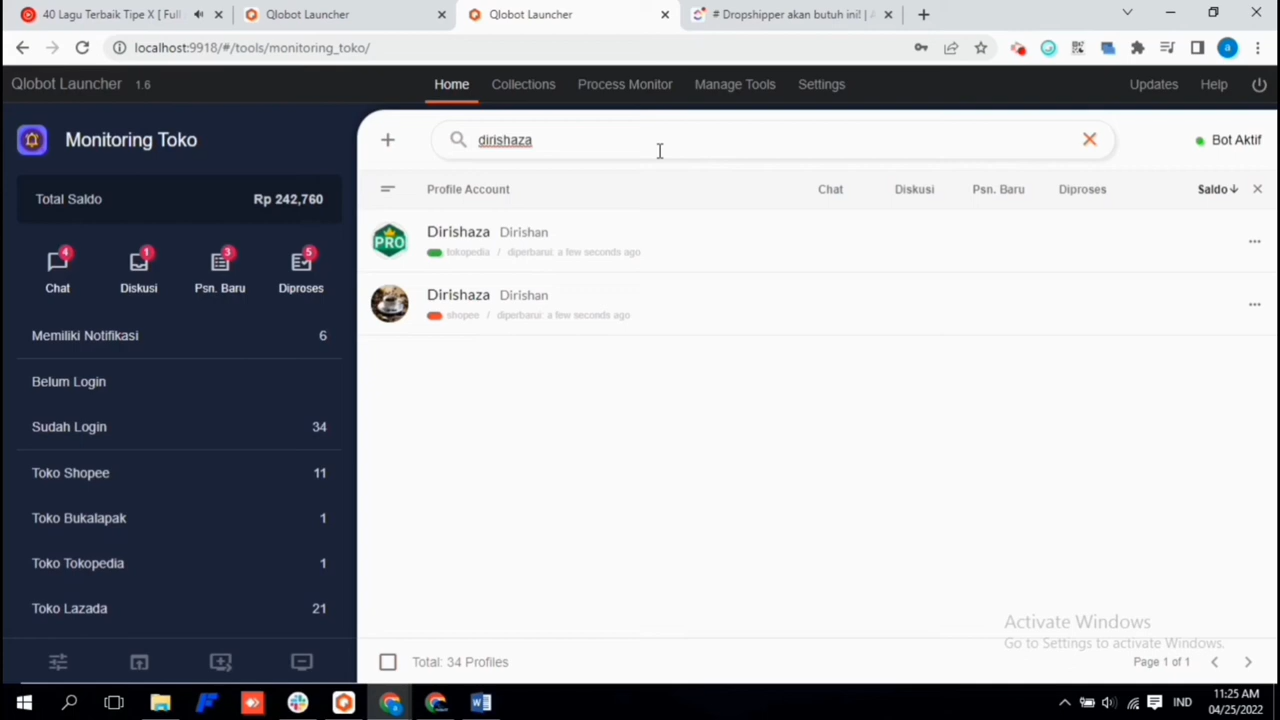 40 Lagu Terbaik Tipe X [ Full
Qlobot Launcher
Qlobot Launcher
# Dropshipper akan butuh ini! | A
localhost:9918/#/tools/monitoring_toko/
a
Qlobot Launcher 1.6
Home Collections Process Monitor Manage Tools Settings
Updates Help
Monitoring Toko
dirishaza
Bot Aktif
Total Saldo Rp 242,760
Profile Account Chat Diskusi Psn. Baru Diproses Saldo
4 1 3 5
Chat Diskusi Psn. Baru Diproses
PRO
Dirishaza Dirishan
tokopedia / diperbarui: a few seconds ago
Dirishaza Dirishan
shopee / diperbarui: a few seconds ago
Memiliki Notifikasi 6
Belum Login
Sudah Login 34
Toko Shopee 11
Toko Bukalapak 1
Toko Tokopedia 1
Toko Lazada 21
Activate Windows
Go to Settings to activate Windows.
Total: 34 Profiles
Page 1 of 1
IND
11:25 AM
04/25/2022